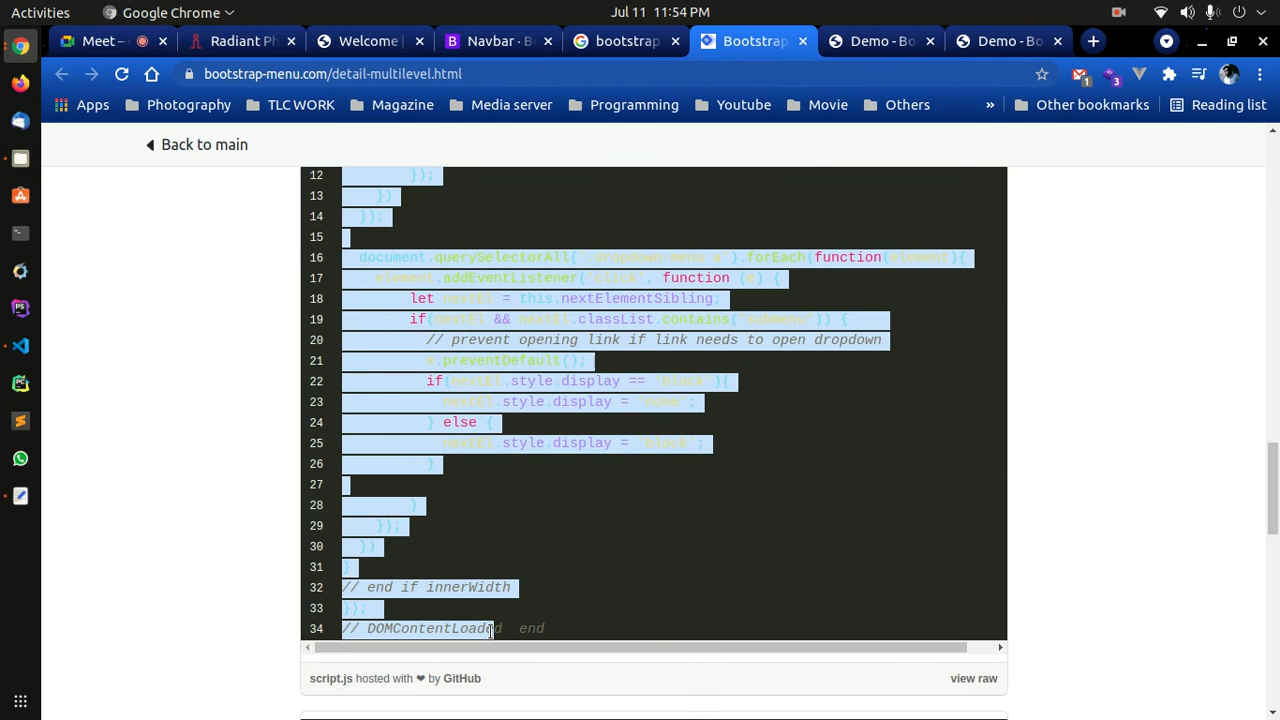 Activities
Google Chrome
Jul 11 11:54 PM
Meet –
Radiant Ph
Welcome
Navbar · B
bootstrap
Bootstrap
Demo - Bo
Demo - Bo
bootstrap-menu.com/detail-multilevel.html
1
3
Apps
Photography
TLC WORK
Magazine
Media server
Programming
Youtube
Movie
Others
»
Other bookmarks
Reading list
Back to main
12 });
13 })
14 });
15
16 document.querySelectorAll('.dropdown-menu a').forEach(function(element){
17 element.addEventListener('click', function (e) {
18 let nextEl = this.nextElementSibling;
19 if(nextEl && nextEl.classList.contains('submenu')) {
20 // prevent opening link if link needs to open dropdown
21 e.preventDefault();
22 if(nextEl.style.display == 'block'){
23 nextEl.style.display = 'none';
24 } else {
25 nextEl.style.display = 'block';
26 }
27
28 }
29 });
30 })
31 }
32 // end if innerWidth
33 });
34 // DOMContentLoaded end
script.js hosted with ❤ by GitHub
view raw